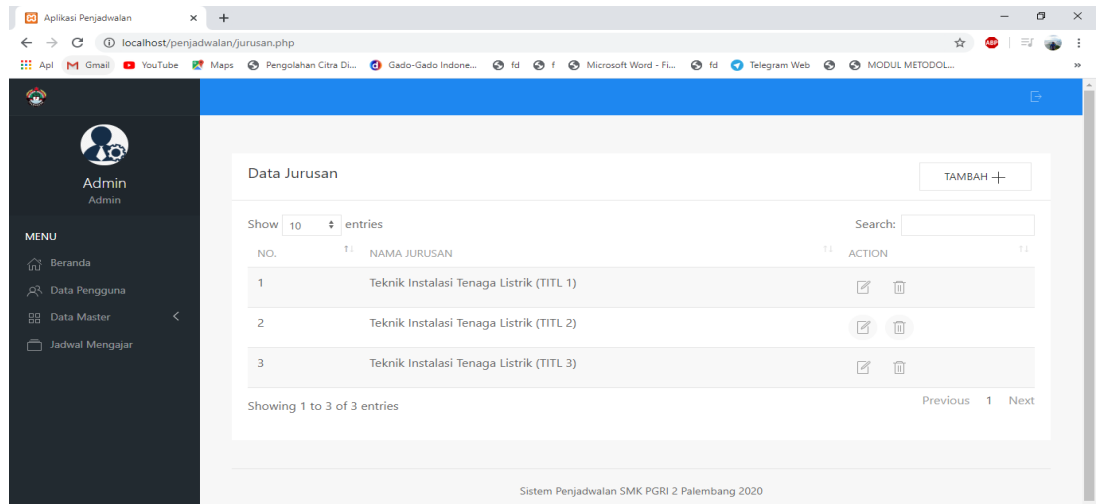 Aplikasi Penjadwalan
localhost/penjadwalan/jurusan.php
ABP
Apl Gmail YouTube Maps Pengolahan Citra Di... Gado-Gado Indone... fd f Microsoft Word - Fi... fd Telegram Web MODUL METODOL...
Admin
Admin
MENU
Beranda
Data Pengguna
Data Master
Jadwal Mengajar
Data Jurusan
TAMBAH
Show 10 entries
Search:
NO. NAMA JURUSAN ACTION
1 Teknik Instalasi Tenaga Listrik (TITL 1)
2 Teknik Instalasi Tenaga Listrik (TITL 2)
3 Teknik Instalasi Tenaga Listrik (TITL 3)
Showing 1 to 3 of 3 entries
Previous 1 Next
Sistem Penjadwalan SMK PGRI 2 Palembang 2020